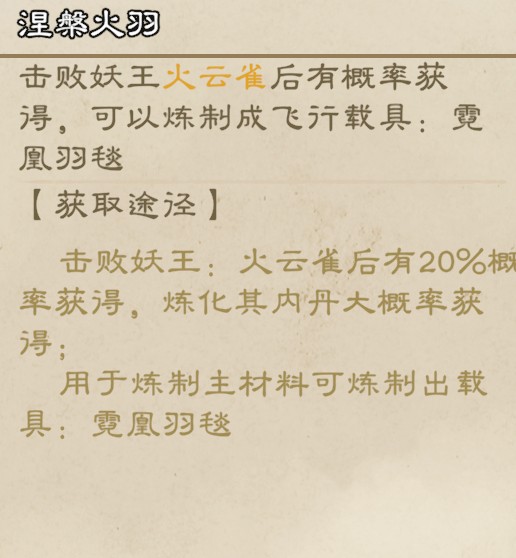 涅槃火羽
击败妖王火云雀后有概率获
得，可以炼制成飞行载具：霓
凰羽毯
【获取途径】
击败妖王：火云雀后有20%概
率获得，炼化其内丹大概率获
得；
用于炼制主材料可炼制出载
具：霓凰羽毯